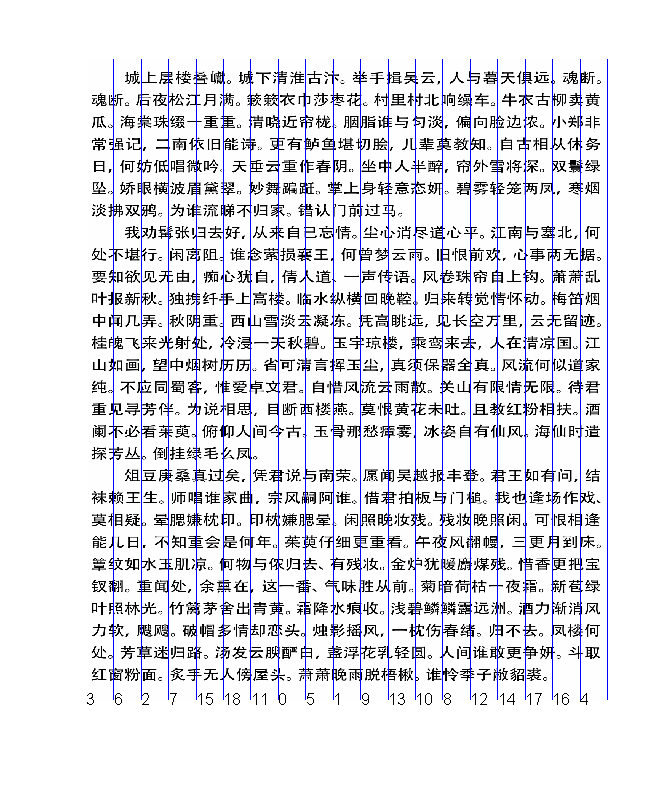 城上层楼叠巘。城下清淮古汴。举手揖吴云，人与暮天俱远。魂断。
魂断。后夜松江月满。簌簌衣巾莎枣花。村里村北响缲车。牛衣古柳卖黄
瓜。海棠珠缀一重重。清晓近帘栊。胭脂谁与匀淡，偏向脸边浓。小郑非
常强记，二南依旧能诗。更有鲈鱼堪切脍，儿辈莫教知。自古相从休务
日，何妨低唱微吟。天垂云重作春阴。坐中人半醉，帘外雪将深。双鬟绿
坠。娇眼横波眉黛翠。妙舞蹁跹。掌上身轻意态妍。碧雾轻笼两凤，寒烟
淡拂双鸦。为谁流睇不归家。错认门前过马。
我劝髯张归去好，从来自己忘情。尘心消尽道心平。江南与塞北，何
处不堪行。闲离阻。谁念萦损襄王，何曾梦云雨。旧恨前欢，心事两无据。
要知欲见无由，痴心犹自，倩人道、一声传语。风卷珠帘自上钩。萧萧乱
叶报新秋。独携纤手上高楼。临水纵横回晚鞚。归来转觉情怀动。梅笛烟
中闻几弄。秋阴重。西山雪淡云凝冻。凭高眺远，见长空万里，云无留迹。
桂魄飞来光射处，冷浸一天秋碧。玉宇琼楼，乘鸾来去，人在清凉国。江
山如画，望中烟树历历。省可清言挥玉尘，真须保器全真。风流何似道家
纯。不应同蜀客，惟爱卓文君。自惜风流云雨散。关山有限情无限。待君
重见寻芳伴。为说相思，目断西楼燕。莫恨黄花未吐。且教红粉相扶。酒
阑不必看茱萸。俯仰人间今古。玉骨那愁瘴雾，冰姿自有仙风。海仙时遣
探芳丛。倒挂绿毛么凤。
俎豆庚桑真过矣，凭君说与南荣。愿闻吴越报丰登。君王如有问，结
袜赖王生。师唱谁家曲，宗风嗣阿谁。借君拍板与门槌。我也逢场作戏、
莫相疑。晕腮嫌枕印。印枕嫌腮晕。闲照晚妆残。残妆晚照闲。可恨相逢
能几日，不知重会是何年。茱萸仔细更重看。午夜风翻幔，三更月到床。
簟纹如水玉肌凉。何物与侬归去、有残妆。金炉犹暖麝煤残。惜香更把宝
钗翻。重闻处，余熏在，这一番、气味胜从前。菊暗荷枯一夜霜。新苞绿
叶照林光。竹篱茅舍出青黄。霜降水痕收。浅碧鳞鳞露远洲。酒力渐消风
力软，飕飕。破帽多情却恋头。烛影摇风，一枕伤春绪。归不去。凤楼何
处。芳草迷归路。汤发云腴酽白，盏浮花乳轻圆。人间谁敢更争妍。斗取
红窗粉面。炙手无人傍屋头。萧萧晚雨脱梧楸。谁怜季子敝貂裘。
3 6 2 7 15 18 11 0 5 1 9 13 10 8 12 14 17 16 4